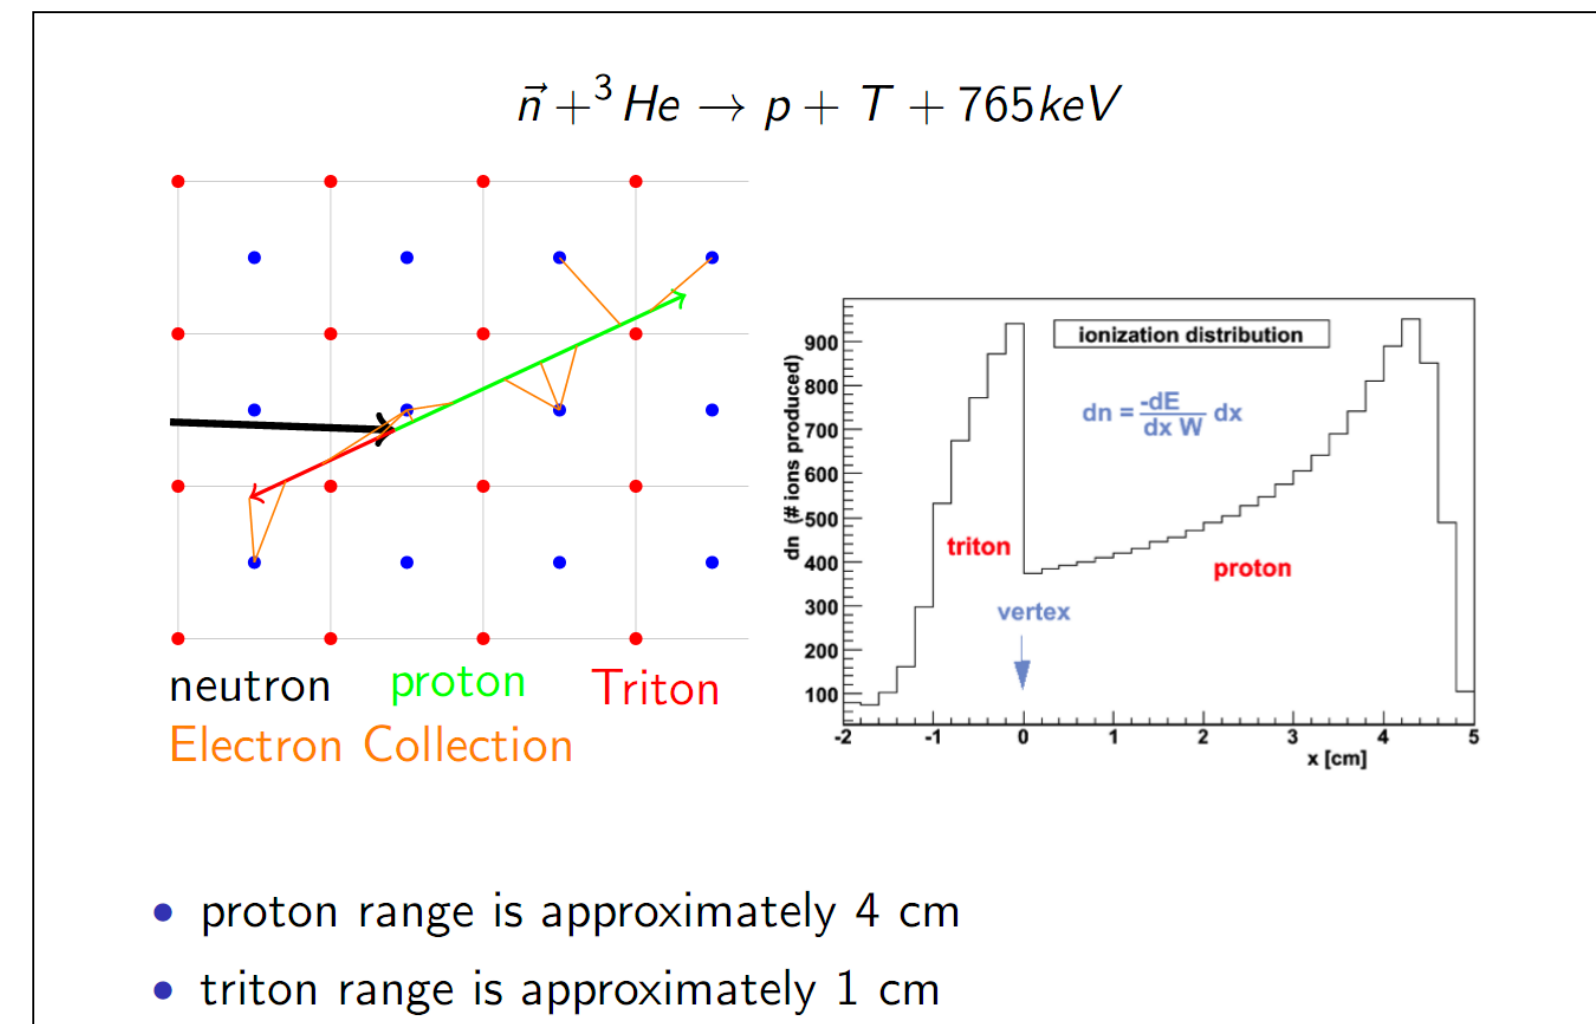 n⃗ + ³He → p + T + 765keV
neutron proton Triton
Electron Collection
ionization distribution
dn = -dE/dx W dx
dn (# ions produced)
900
800
700
600
500
400
300
200
100
triton
proton
vertex
-2 -1 0 1 2 3 4 5
x [cm]
• proton range is approximately 4 cm
• triton range is approximately 1 cm